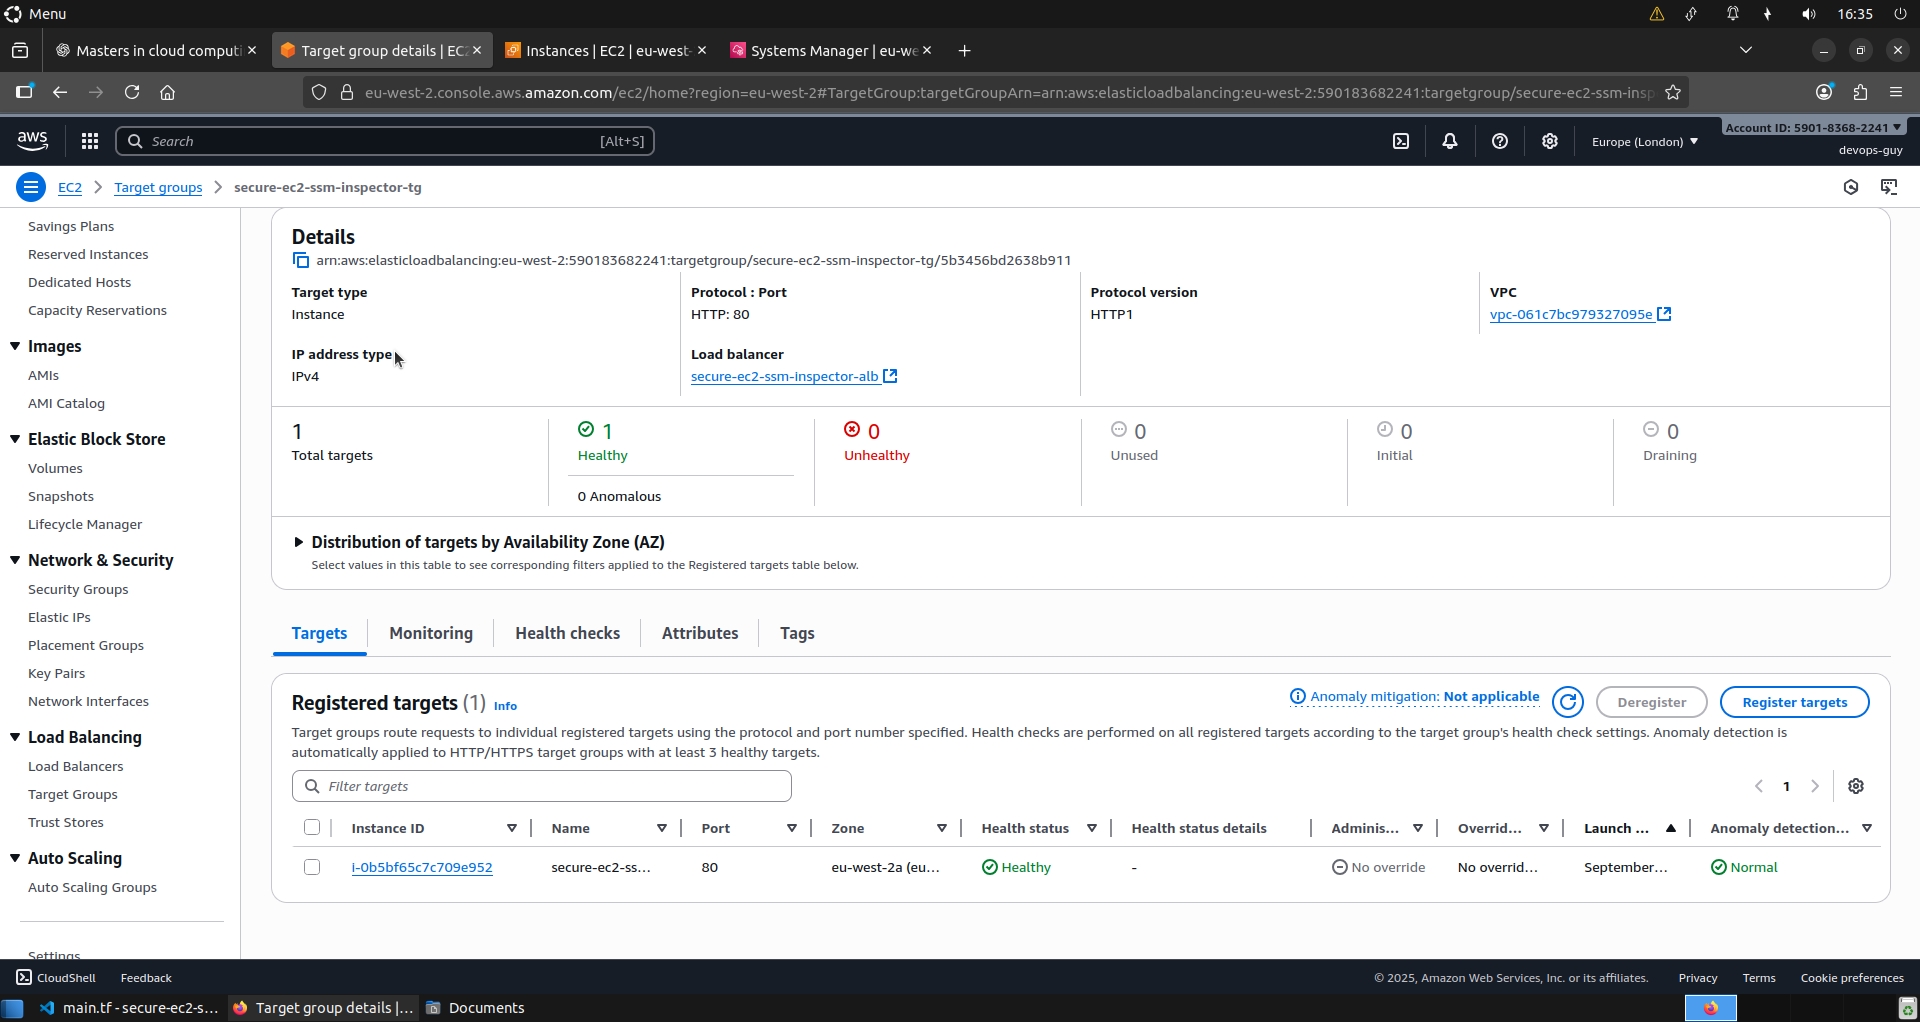 Menu
16:35
Masters in cloud computi
Target group details | EC2
Instances | EC2 | eu-west-
Systems Manager | eu-we
eu-west-2.console.aws.amazon.com/ec2/home?region=eu-west-2#TargetGroup:targetGroupArn=arn:aws:elasticloadbalancing:eu-west-2:590183682241:targetgroup/secure-ec2-ssm-insp
aws
Search
[Alt+S]
Europe (London)
Account ID: 5901-8368-2241
devops-guy
EC2
Target groups
secure-ec2-ssm-inspector-tg
Savings Plans
Reserved Instances
Dedicated Hosts
Capacity Reservations
Images
AMIs
AMI Catalog
Elastic Block Store
Volumes
Snapshots
Lifecycle Manager
Network & Security
Security Groups
Elastic IPs
Placement Groups
Key Pairs
Network Interfaces
Load Balancing
Load Balancers
Target Groups
Trust Stores
Auto Scaling
Auto Scaling Groups
Settings
Details
arn:aws:elasticloadbalancing:eu-west-2:590183682241:targetgroup/secure-ec2-ssm-inspector-tg/5b3456bd2638b911
Target type
Instance
Protocol : Port
HTTP: 80
Protocol version
HTTP1
VPC
vpc-061c7bc979327095e
IP address type
IPv4
Load balancer
secure-ec2-ssm-inspector-alb
1
Total targets
1
Healthy
0 Anomalous
0
Unhealthy
0
Unused
0
Initial
0
Draining
Distribution of targets by Availability Zone (AZ)
Select values in this table to see corresponding filters applied to the Registered targets table below.
Targets
Monitoring
Health checks
Attributes
Tags
Registered targets (1) Info
Anomaly mitigation: Not applicable
Deregister
Register targets
Target groups route requests to individual registered targets using the protocol and port number specified. Health checks are performed on all registered targets according to the target group's health check settings. Anomaly detection is
automatically applied to HTTP/HTTPS target groups with at least 3 healthy targets.
Filter targets
1
Instance ID
Name
Port
Zone
Health status
Health status details
Adminis...
Overrid...
Launch ...
Anomaly detection...
i-0b5bf65c7c709e952
secure-ec2-ss...
80
eu-west-2a (eu...
Healthy
-
No override
No overrid...
September...
Normal
CloudShell
Feedback
© 2025, Amazon Web Services, Inc. or its affiliates.
Privacy
Terms
Cookie preferences
main.tf - secure-ec2-s...
Target group details |...
Documents